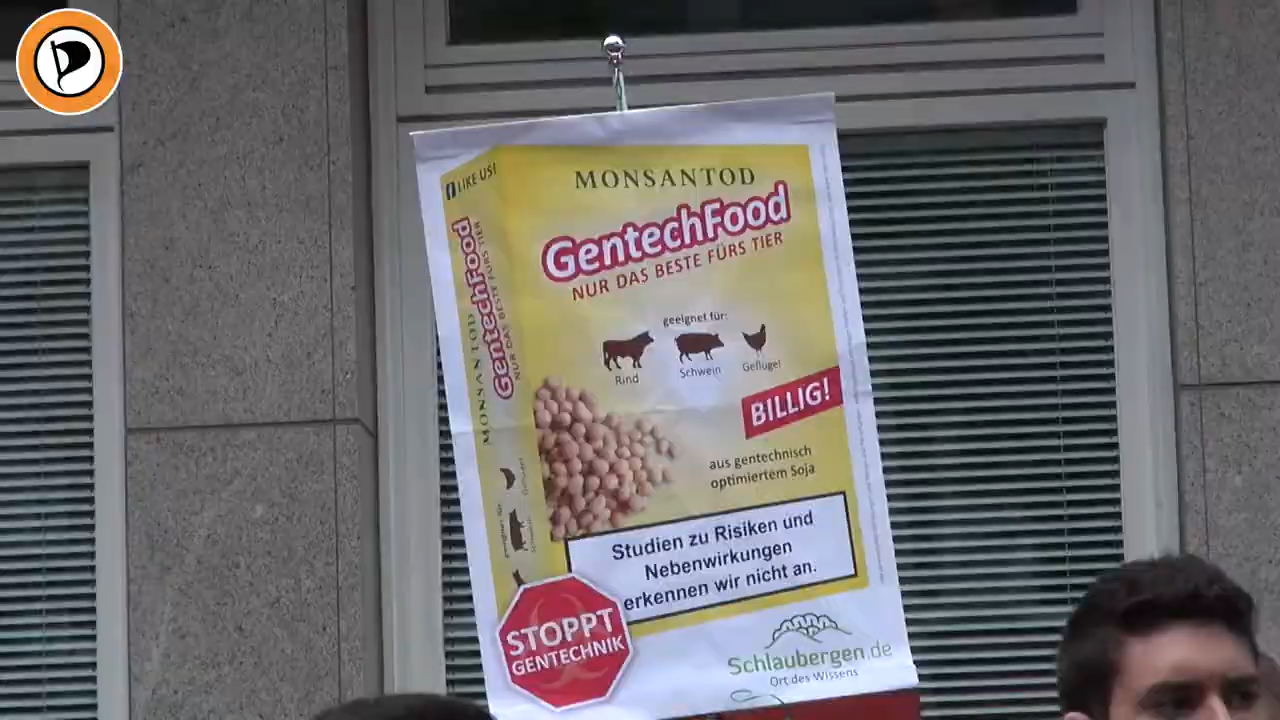 LIKE US!
MONSANTOD
GentechFood
NUR DAS BESTE FÜRS TIER
geeignet für:
Rind
Schwein
Geflügel
BILLIG!
aus gentechnisch
optimiertem Soja
Studien zu Risiken und
Nebenwirkungen
erkennen wir nicht an.
MONSANTOD
GentechFood
NUR DAS BESTE FÜRS TIER
STOPPT
GENTECHNIK
Schlaubergen.de
Ort des Wissens